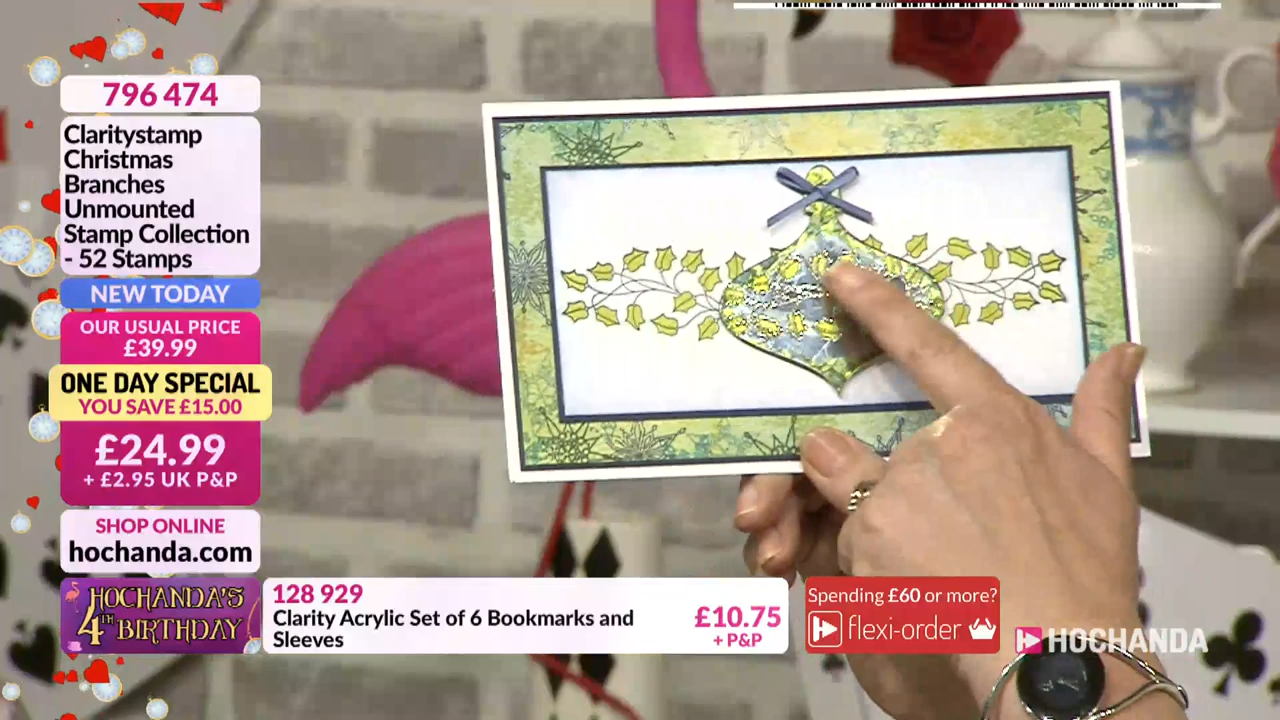 796 474
Claritystamp
Christmas
Branches
Unmounted
Stamp Collection
- 52 Stamps
NEW TODAY
OUR USUAL PRICE
£39.99
ONE DAY SPECIAL
YOU SAVE £15.00
£24.99
+ £2.95 UK P&P
SHOP ONLINE
hochanda.com
HOCHANDA'S
4TH BIRTHDAY
128 929
Clarity Acrylic Set of 6 Bookmarks and
Sleeves
£10.75
+ P&P
Spending £60 or more?
flexi-order
HOCHANDA